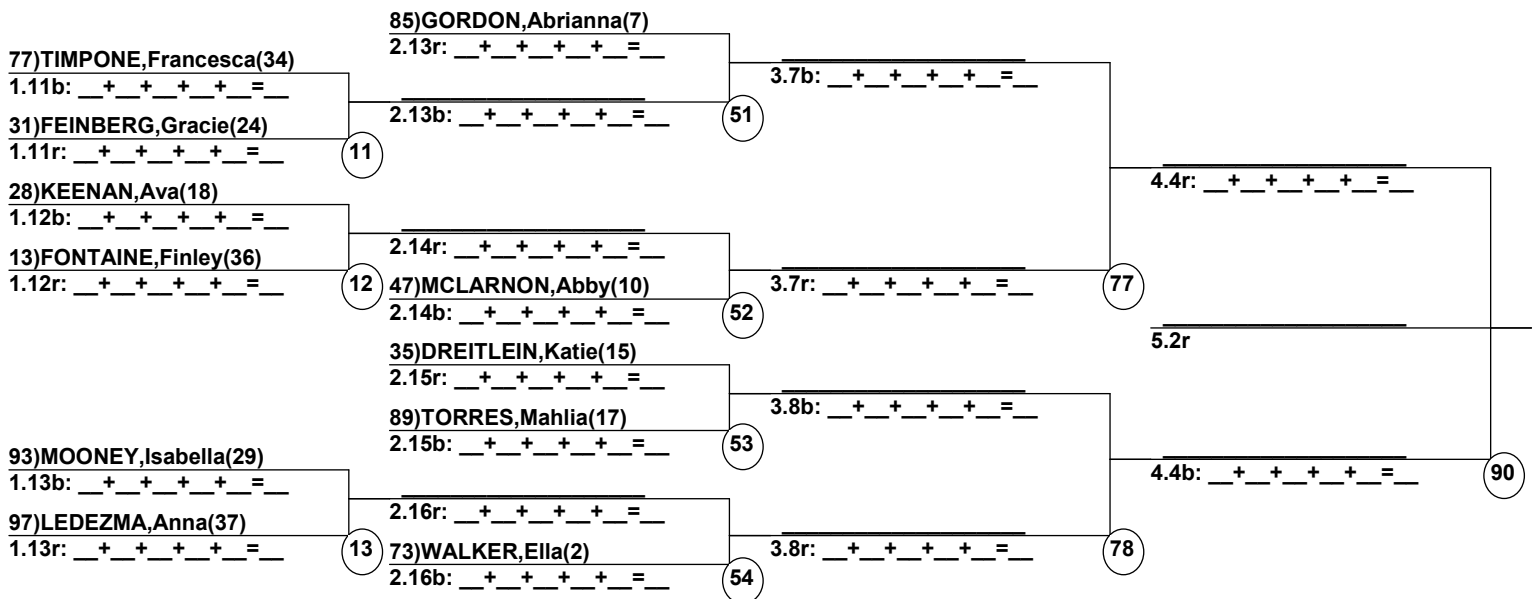 85)GORDON,Abrianna(7)
2.13r: __+__+__+__+__=__
77)TIMPONE,Francesca(34)
1.11b: __+__+__+__+__=__
3.7b: __+__+__+__+__=__
2.13b: __+__+__+__+__=__
51
31)FEINBERG,Gracie(24)
1.11r: __+__+__+__+__=__
11
4.4r: __+__+__+__+__=__
28)KEENAN,Ava(18)
1.12b: __+__+__+__+__=__
2.14r: __+__+__+__+__=__
13)FONTAINE,Finley(36)
1.12r: __+__+__+__+__=__
12
47)MCLARNON,Abby(10)
2.14b: __+__+__+__+__=__
52
3.7r: __+__+__+__+__=__
77
5.2r
35)DREITLEIN,Katie(15)
2.15r: __+__+__+__+__=__
3.8b: __+__+__+__+__=__
89)TORRES,Mahlia(17)
2.15b: __+__+__+__+__=__
53
93)MOONEY,Isabella(29)
1.13b: __+__+__+__+__=__
4.4b: __+__+__+__+__=__
90
2.16r: __+__+__+__+__=__
97)LEDEZMA,Anna(37)
1.13r: __+__+__+__+__=__
13
73)WALKER,Ella(2)
2.16b: __+__+__+__+__=__
54
3.8r: __+__+__+__+__=__
78